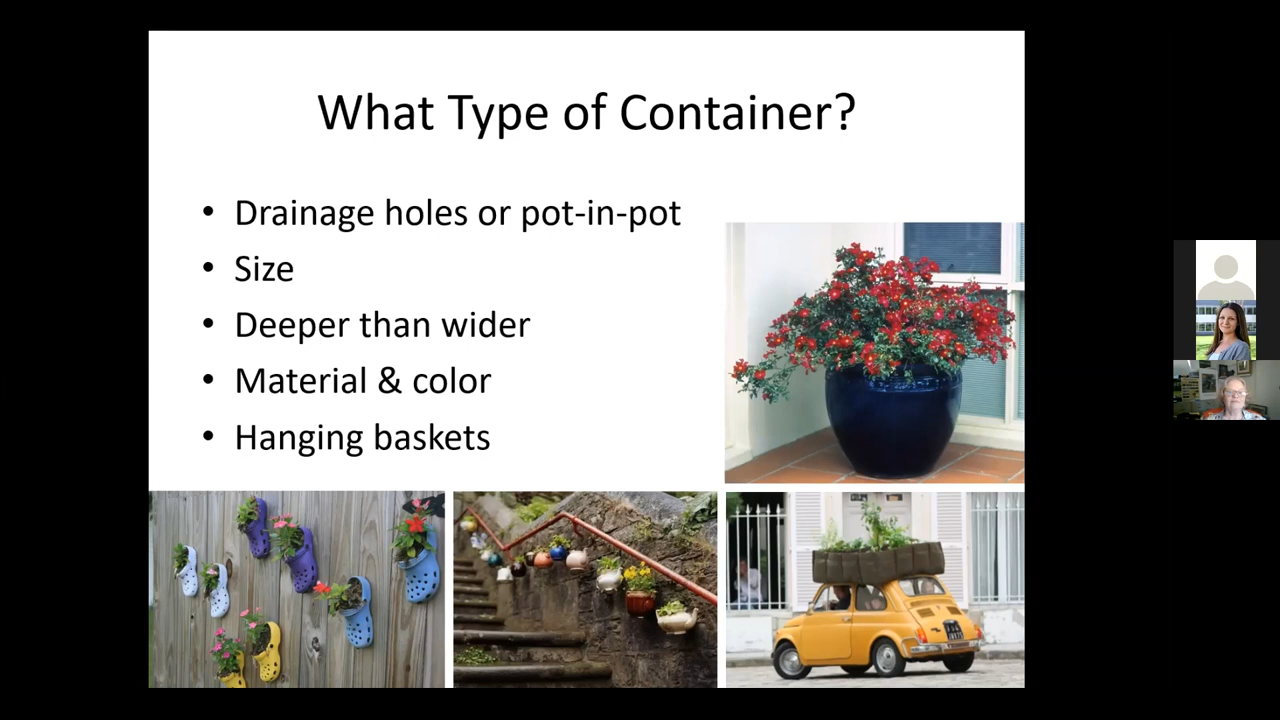 What Type of Container?
• Drainage holes or pot-in-pot
• Size
• Deeper than wider
• Material & color
• Hanging baskets